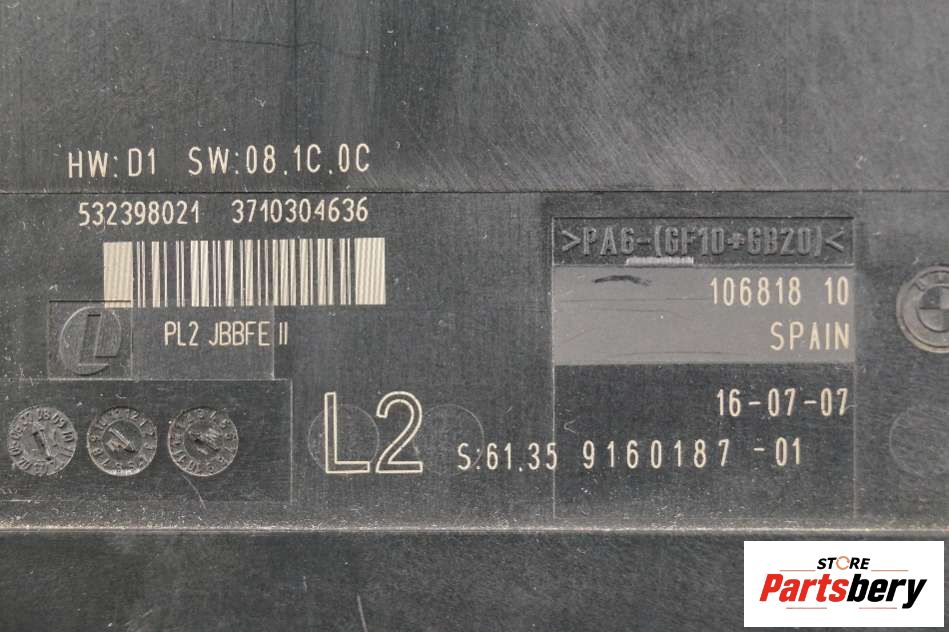 HW:D1 SW:08.1C.0C
532398021 3710304636
>PA6-(GF10+GB20)<
106818 10
SPAIN
PL2 JBBFE II
L
16-07-07
L2
S:61.35 9160187 -01
STORE
Partsbery